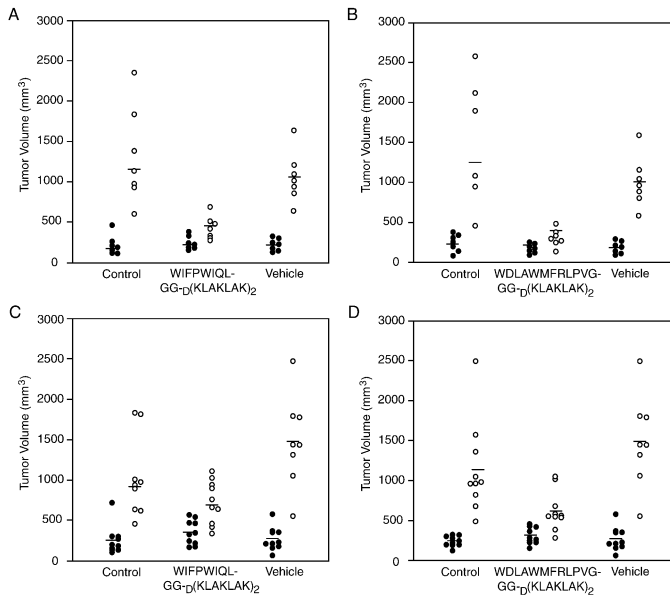 A
3000
2500
2000
1500
1000
500
0
Tumor Volume (mm3)
Control
WIFPWIQL-
GG-D(KLAKLAK)2
Vehicle
B
3000
2500
2000
1500
1000
500
0
Tumor Volume (mm3)
Control
WDLAWMFRLPVG-
GG-D(KLAKLAK)2
Vehicle
C
3000
2500
2000
1500
1000
500
0
Tumor Volume (mm3)
Control
WIFPWIQL-
GG-D(KLAKLAK)2
Vehicle
D
3000
2500
2000
1500
1000
500
0
Tumor Volume (mm3)
Control
WDLAWMFRLPVG-
GG-D(KLAKLAK)2
Vehicle